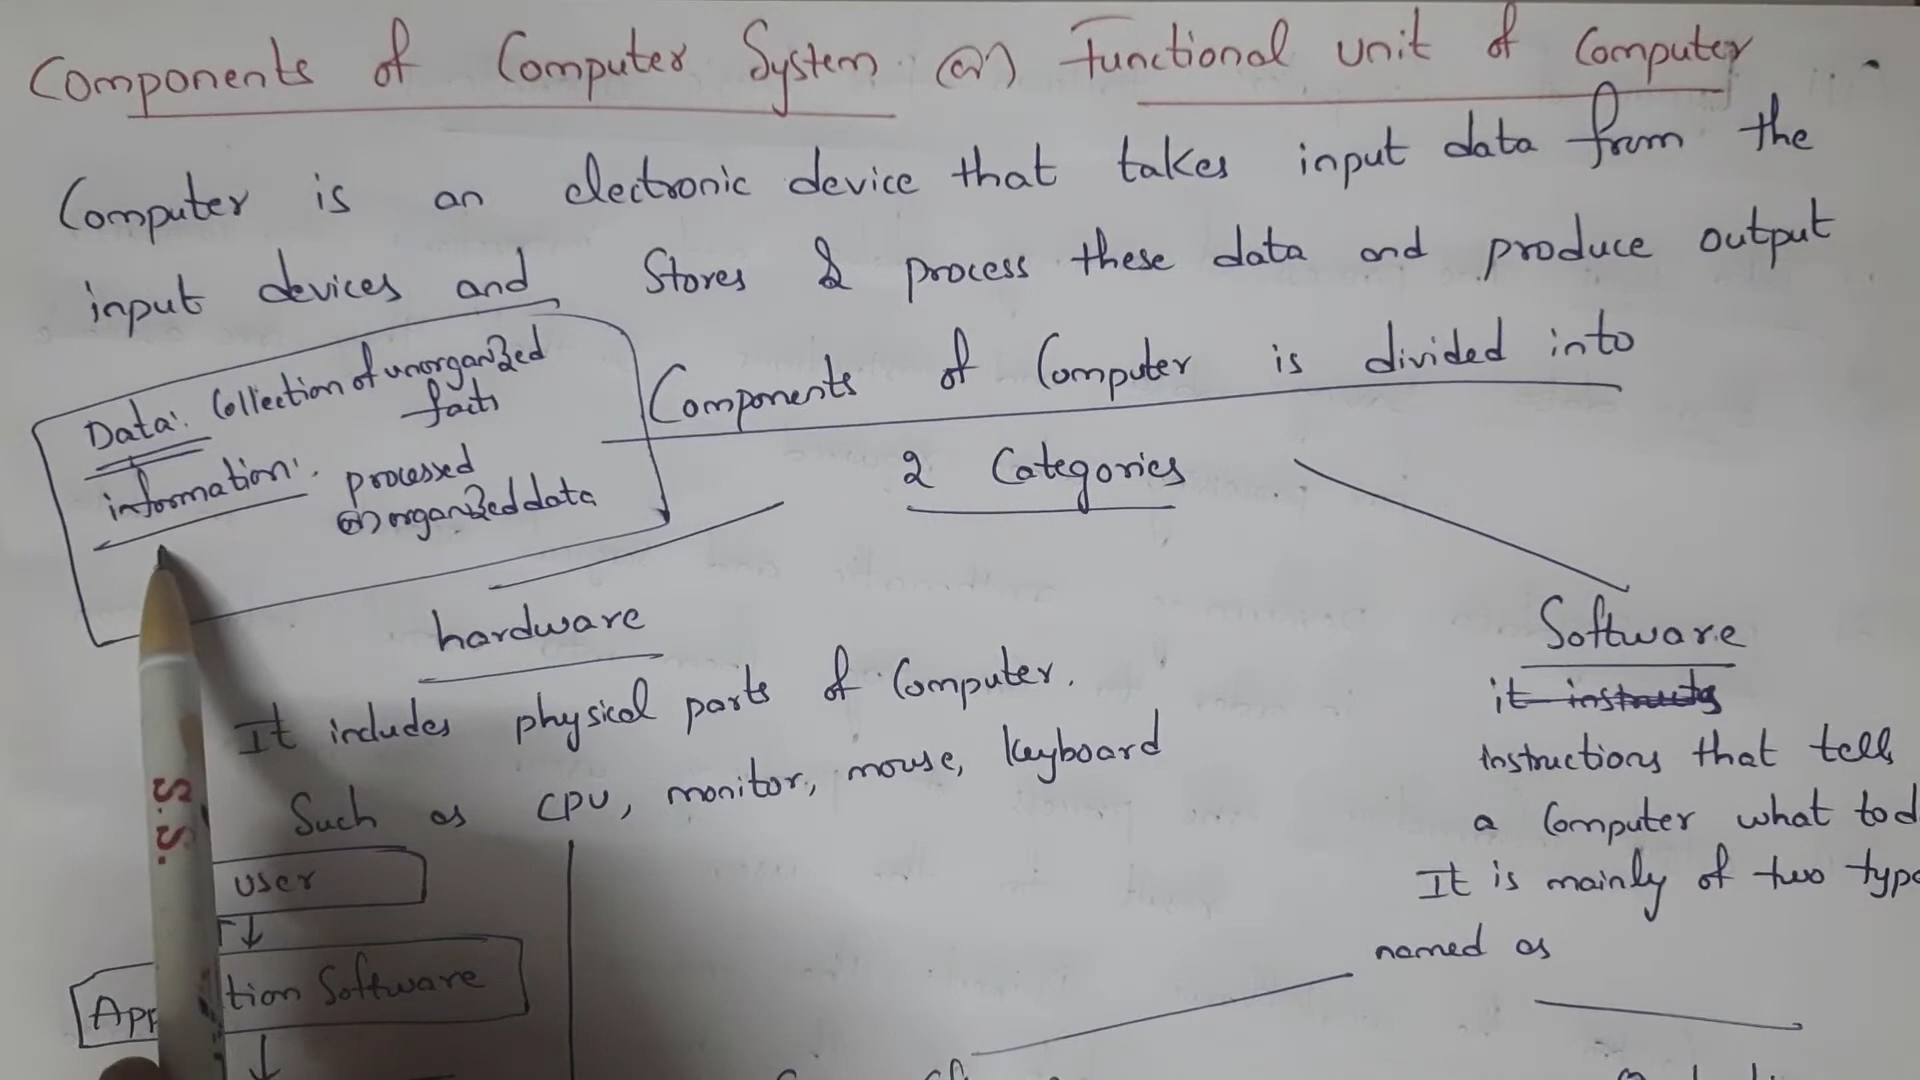 Components of Computer System (or) Functional unit of Computer
Computer is an electronic device that takes input data from the
input devices and Stores & process these data and produce output
Data: Collection of unorganized
facts
information: processed
(or) organized data
Components of Computer is divided into
2 Categories
hardware
It includes physical parts of Computer.
Such as CPU, monitor, mouse, keyboard
Software
it instructs
instructions that tell
a Computer what to d
It is mainly of two type
named as
user
App tion Software
S.S.